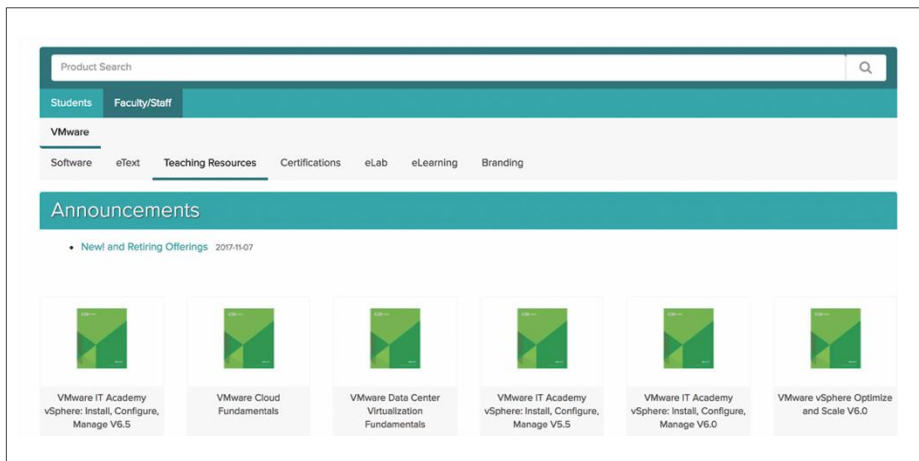 Product Search
Students Faculty/Staff
VMware
Software eText Teaching Resources Certifications eLab eLearning Branding
Announcements
• New! and Retiring Offerings 2017-11-07
VMware IT Academy
vSphere: Install, Configure,
Manage V6.5
VMware Cloud
Fundamentals
VMware Data Center
Virtualization
Fundamentals
VMware IT Academy
vSphere: Install, Configure,
Manage V5.5
VMware IT Academy
vSphere: Install, Configure,
Manage V6.0
VMware vSphere Optimize
and Scale V6.0